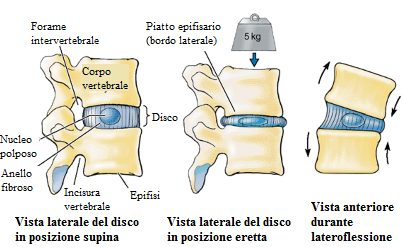 Forame
intervertebrale
Corpo
vertebrale
Disco
Nucleo
polposo
Anello
fibroso
Incisura
vertebrale
Epifisi
Vista laterale del disco
in posizione supina
Piatto epifisario
(bordo laterale)
5 kg
Vista laterale del disco
in posizione eretta
Vista anteriore
durante
lateroflessione